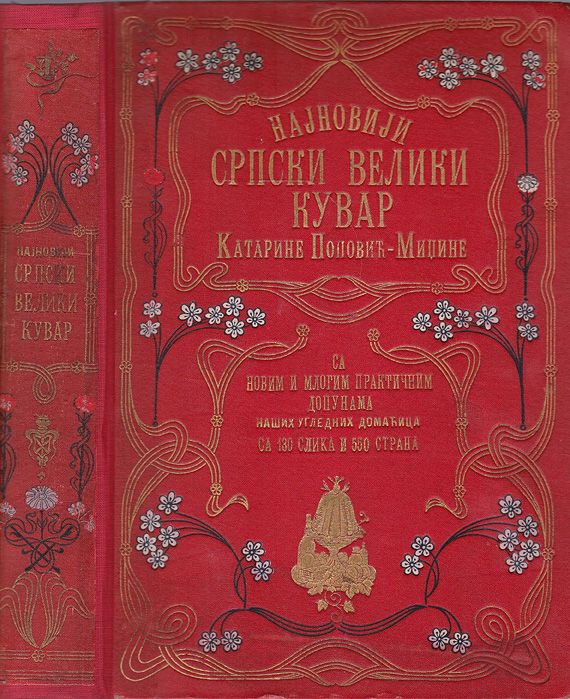 НАЈНОВИЈИ
СРПСКИ
ВЕЛИКИ
КУВАР
НАЈНОВИЈИ
СРПСКИ ВЕЛИКИ
КУВАР
КАТАРИНЕ ПОПОВИЋ-МИЦИНЕ
СА
НОВИМ И МЛОГИМ ПРАКТИЧНИМ
ДОПУНАМА
НАШИХ УГЛЕДНИХ ДОМАЋИЦА
СА 130 СЛИКА И 560 СТРАНА